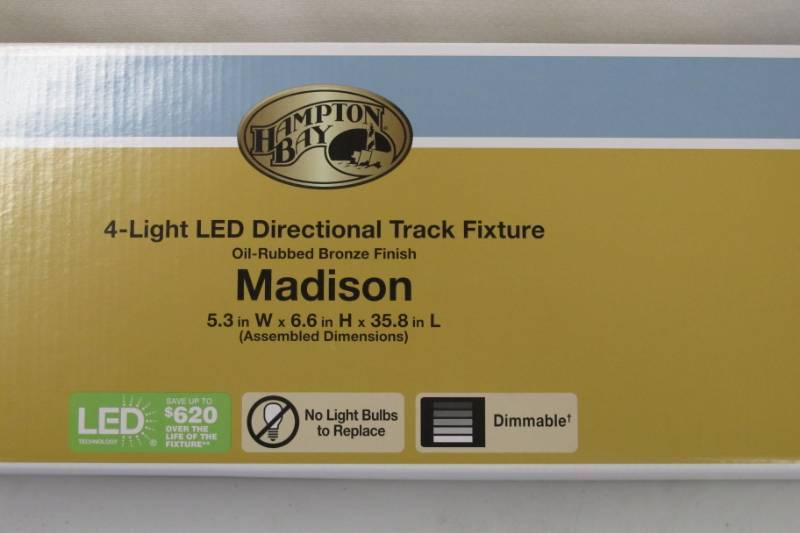 HAMPTON
BAY
4-Light LED Directional Track Fixture
Oil-Rubbed Bronze Finish
Madison
5.3 in W x 6.6 in H x 35.8 in L
(Assembled Dimensions)
LED
TECHNOLOGY
®
SAVE UP TO
$620
OVER THE
LIFE OF THE
FIXTURE**
No Light Bulbs
to Replace
Dimmable†